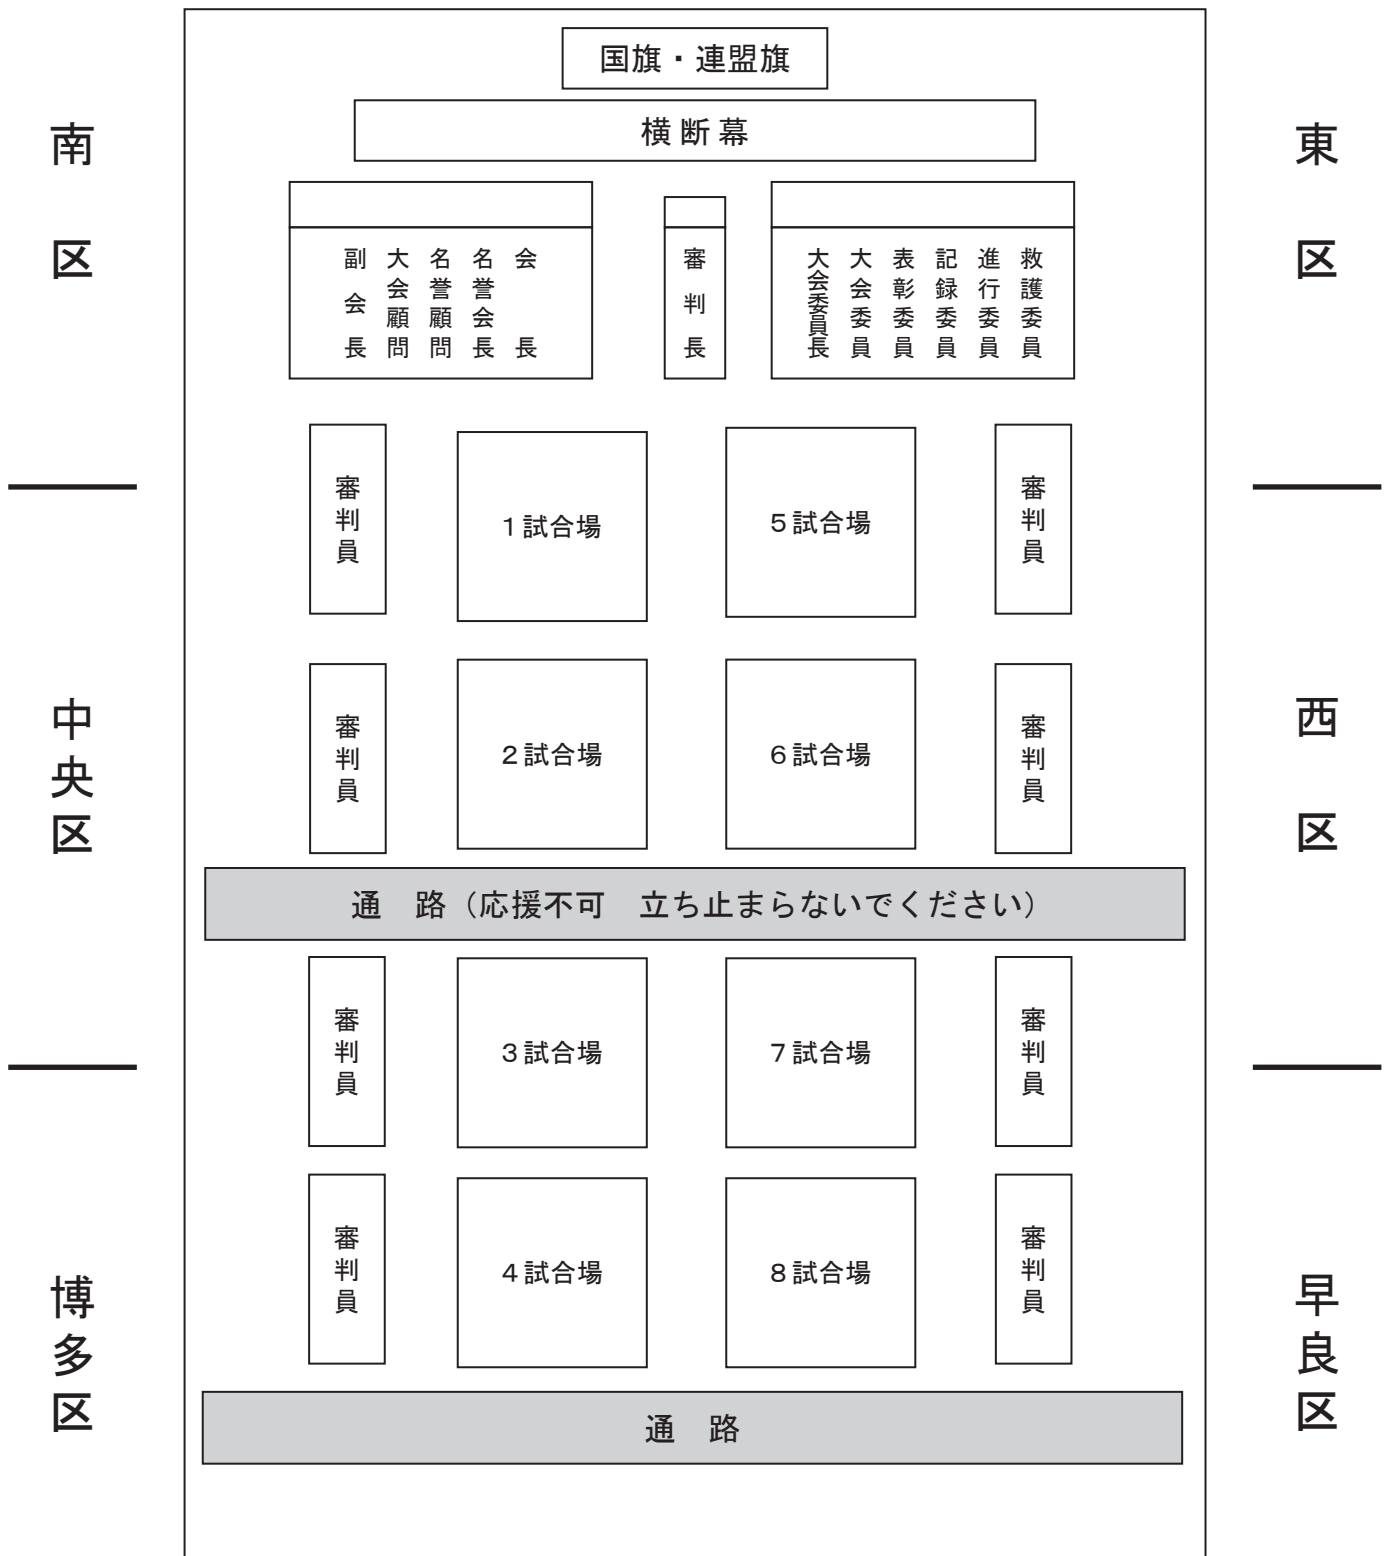 国旗・連盟旗
横断幕
南区
東区
会長
名誉会長
名誉顧問
大会顧問
副会長
審判長
救護委員
進行委員
記録委員
表彰委員
大会委員
大会委員長
審判員
1試合場
5試合場
審判員
中央区
西区
審判員
2試合場
6試合場
審判員
通 路（応援不可 立ち止まらないでください）
審判員
3試合場
7試合場
審判員
博多区
早良区
審判員
4試合場
8試合場
審判員
通 路